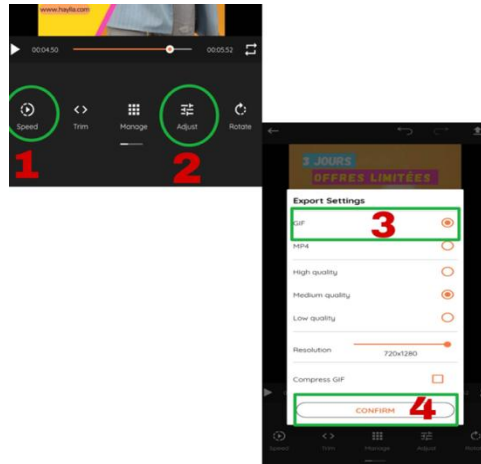 www.haylia.com
00:04.50
00:05.52
Speed
Trim
Manage
Adjust
Rotate
1
2
3 JOURS
OFFRES LIMITÉES
Export Settings
GIF
3
MP4
High quality
Medium quality
Low quality
Resolution
720x1280
Compress GIF
CONFIRM
4
Speed
Trim
Manage
Adjust